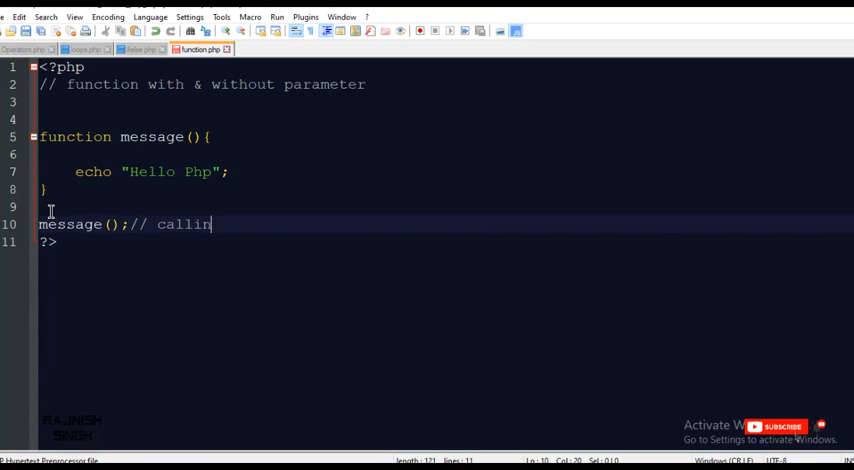 Edit Search View Encoding Language Settings Tools Macro Run Plugins Window ?
Operators.php loops.php ifelse.php function.php
1 <?php
2 // function with & without parameter
3
4
5 function message(){
6
7 echo "Hello Php";
8 }
9
10 message();// callin
11 ?>
RAJNISH
SINGH
Activate W
SUBSCRIBE
Go to Settings to activate Windows.
P Hypertext Preprocessor file length : 121 lines : 11 Ln : 10 Col : 20 Sel : 0 | 0 Windows (CR LF) UTF-8 INS